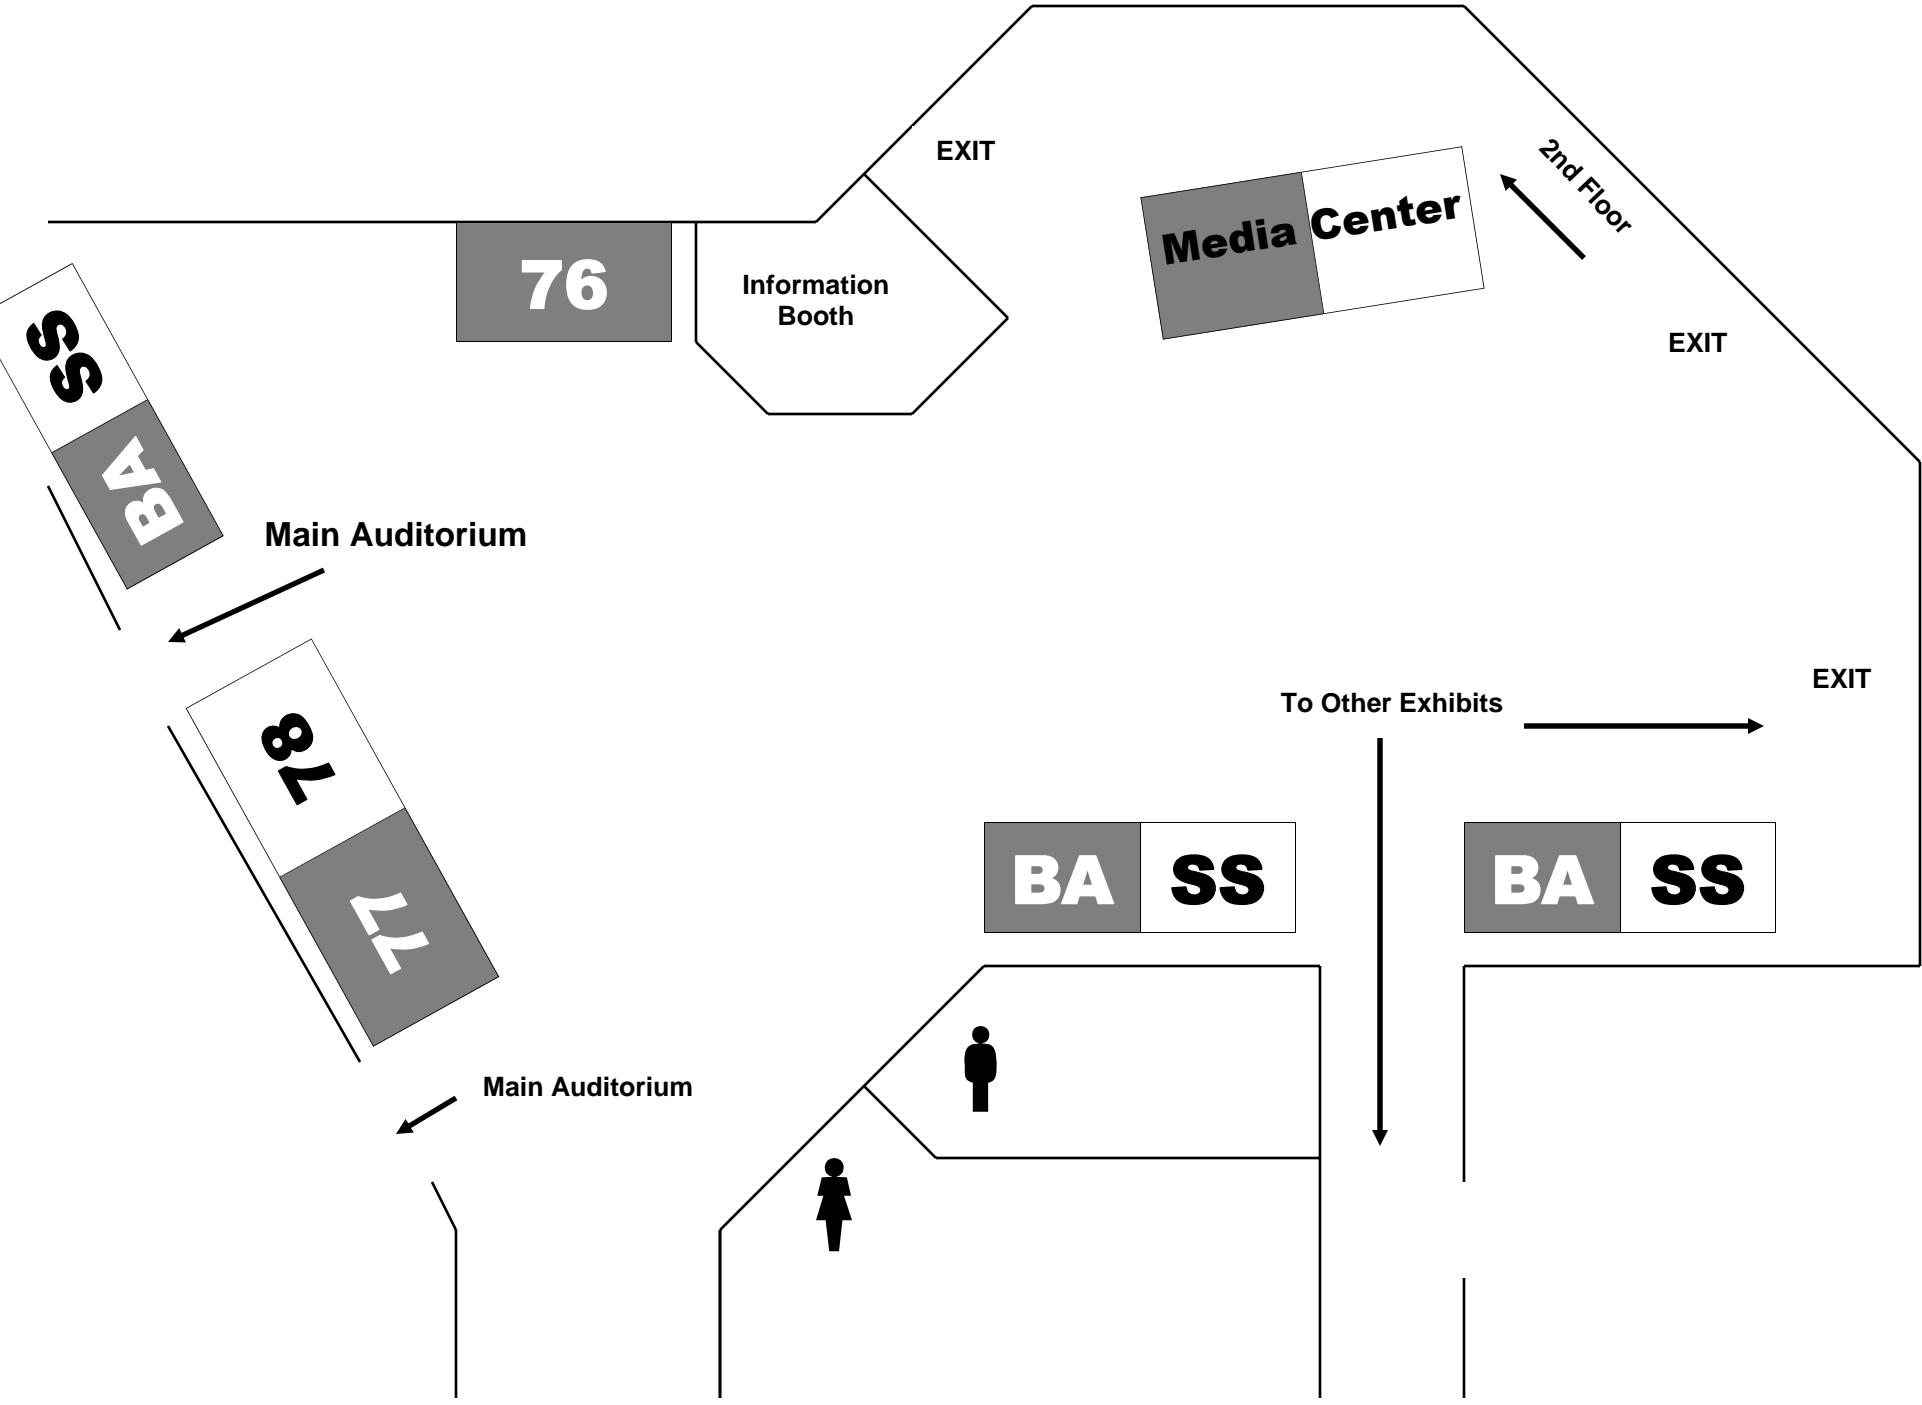 EXIT
2nd Floor
Media Center
76
Information
Booth
SS
BA
EXIT
Main Auditorium
EXIT
To Other Exhibits
78
77
BA SS
BA SS
Main Auditorium